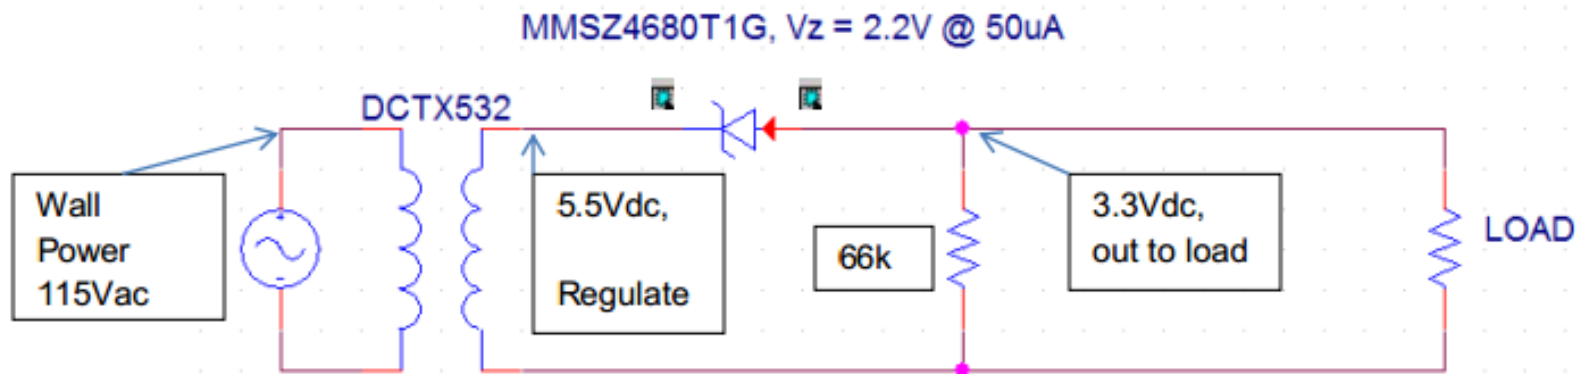 MMSZ4680T1G, Vz = 2.2V @ 50uA
DCTX532
Wall
Power
115Vac
5.5Vdc,
Regulate
66k
3.3Vdc,
out to load
LOAD